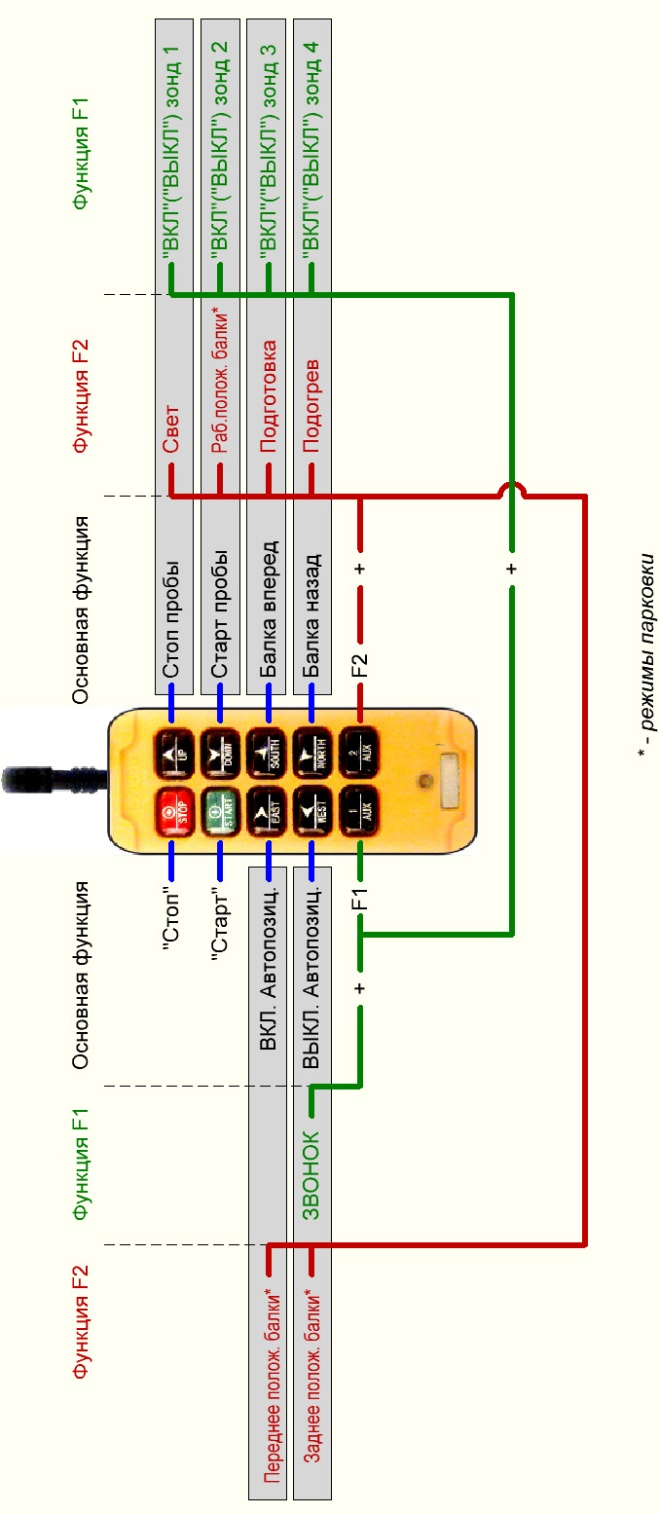 Функция F2
Функция F1
Основная функция
Основная функция
Функция F2
Функция F1
"Стоп"
STOP
UP
Стоп пробы
Свет
"ВКЛ"("ВЫКЛ") зонд 1
"Старт"
START
DOWN
Старт пробы
Раб.полож. балки*
"ВКЛ"("ВЫКЛ") зонд 2
Переднее полож. балки*
ВКЛ. Автопозиц.
EAST
SOUTH
Балка вперед
Подготовка
"ВКЛ"("ВЫКЛ") зонд 3
Заднее полож. балки*
ЗВОНОК
ВЫКЛ. Автопозиц.
WEST
NORTH
Балка назад
Подогрев
"ВКЛ"("ВЫКЛ") зонд 4
+
F1
1
AUX
2
AUX
F2
+
+
* - режимы парковки